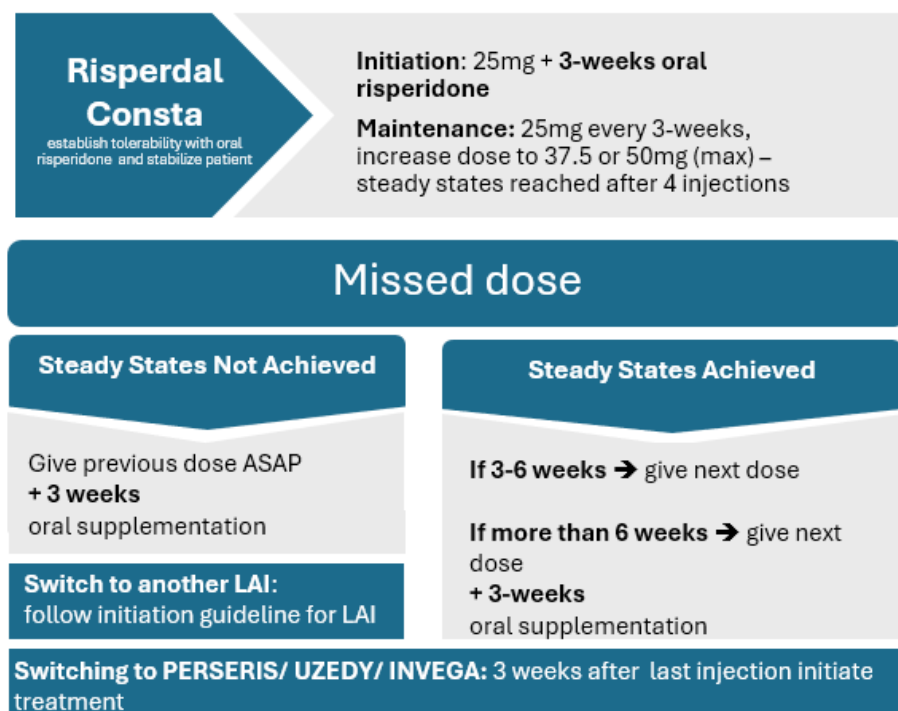 Risperdal
Consta
establish tolerability with oral
risperidone and stabilize patient
Initiation: 25mg + 3-weeks oral
risperidone
Maintenance: 25mg every 3-weeks,
increase dose to 37.5 or 50mg (max) –
steady states reached after 4 injections
Missed dose
Steady States Not Achieved
Give previous dose ASAP
+ 3 weeks
oral supplementation
Switch to another LAI:
follow initiation guideline for LAI
Steady States Achieved
If 3-6 weeks ➔ give next dose
If more than 6 weeks ➔ give next
dose
+ 3-weeks
oral supplementation
Switching to PERSERIS/ UZEDY/ INVEGA: 3 weeks after last injection initiate
treatment